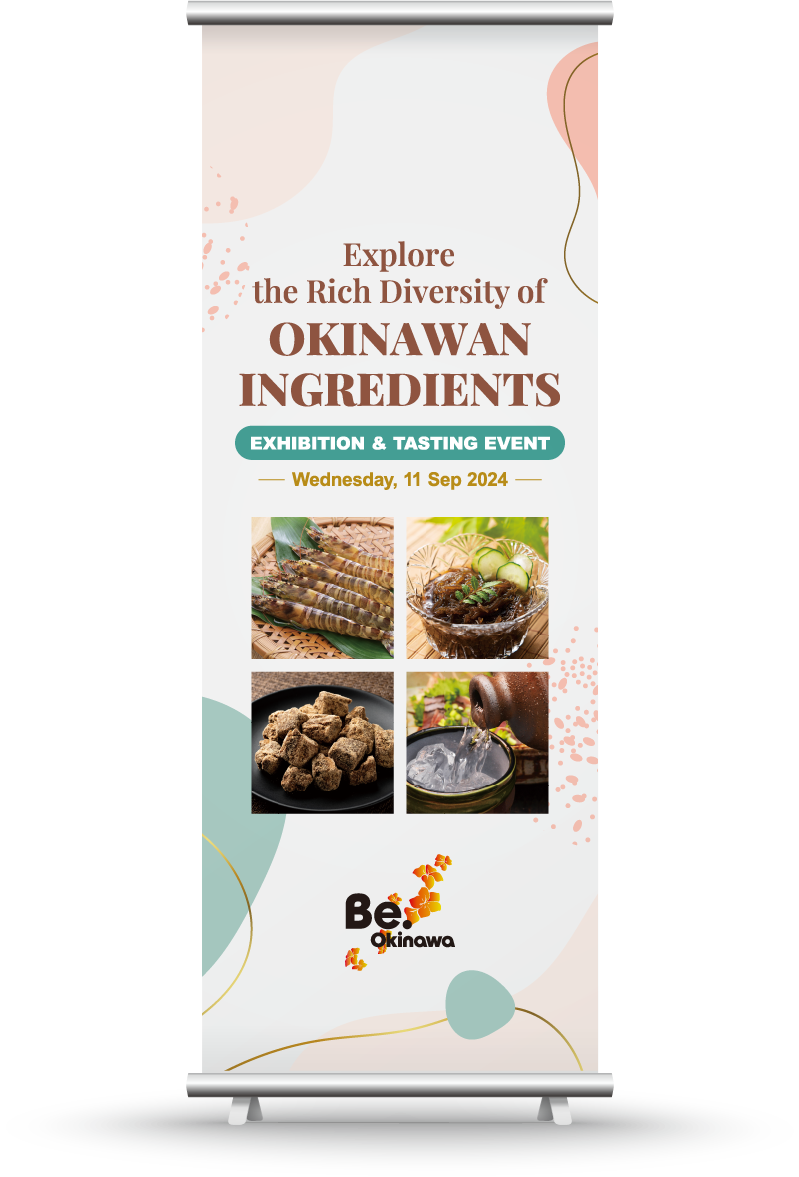 Explore
the Rich Diversity of
OKINAWAN
INGREDIENTS
EXHIBITION & TASTING EVENT
Wednesday, 11 Sep 2024
Be.
Okinawa